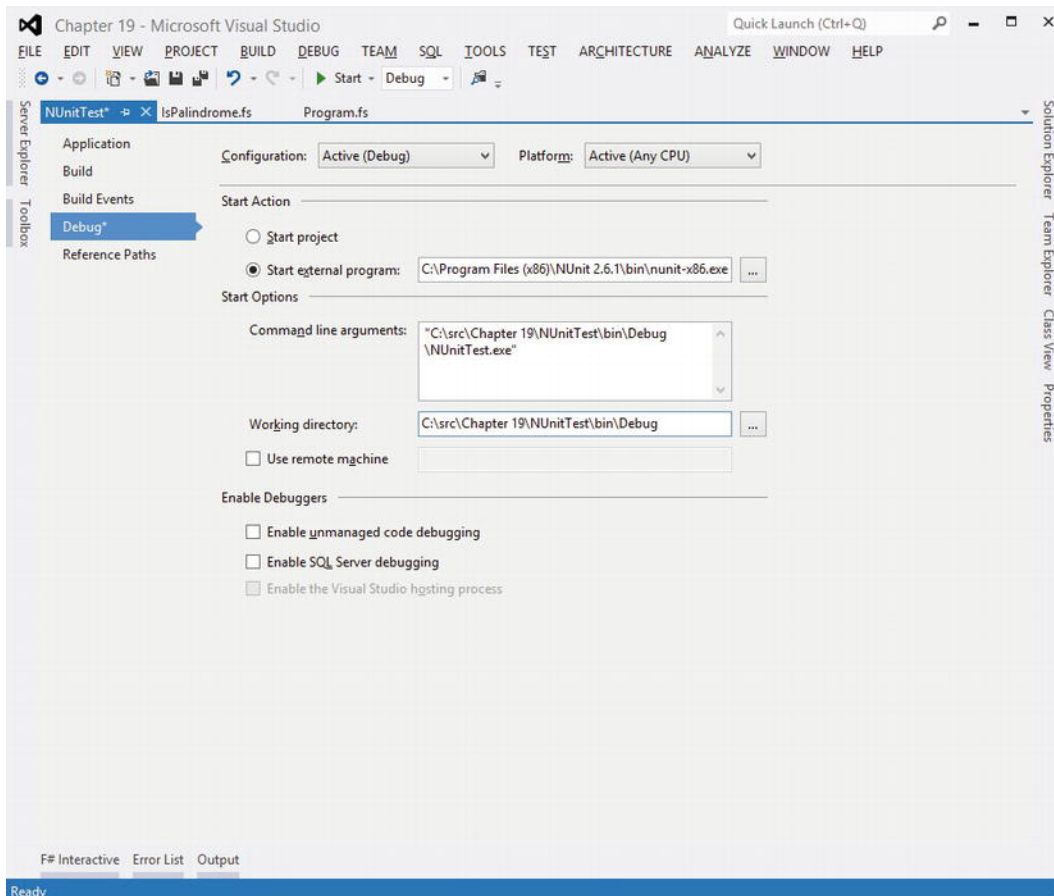 Chapter 19 - Microsoft Visual Studio
Quick Launch (Ctrl+Q)
FILE EDIT VIEW PROJECT BUILD DEBUG TEAM SQL TOOLS TEST ARCHITECTURE ANALYZE WINDOW HELP
Start Debug
Server Explorer
Toolbox
NUnitTest* IsPalindrome.fs Program.fs
Application
Build
Build Events
Debug*
Reference Paths
Configuration: Active (Debug) Platform: Active (Any CPU)
Start Action
Start project
Start external program: C:\Program Files (x86)\NUnit 2.6.1\bin\nunit-x86.exe ...
Start Options
Command line arguments: "C:\src\Chapter 19\NUnitTest\bin\Debug
\NUnitTest.exe"
Working directory: C:\src\Chapter 19\NUnitTest\bin\Debug ...
Use remote machine
Enable Debuggers
Enable unmanaged code debugging
Enable SQL Server debugging
Enable the Visual Studio hosting process
Solution Explorer
Team Explorer
Class View
Properties
F# Interactive Error List Output
Ready